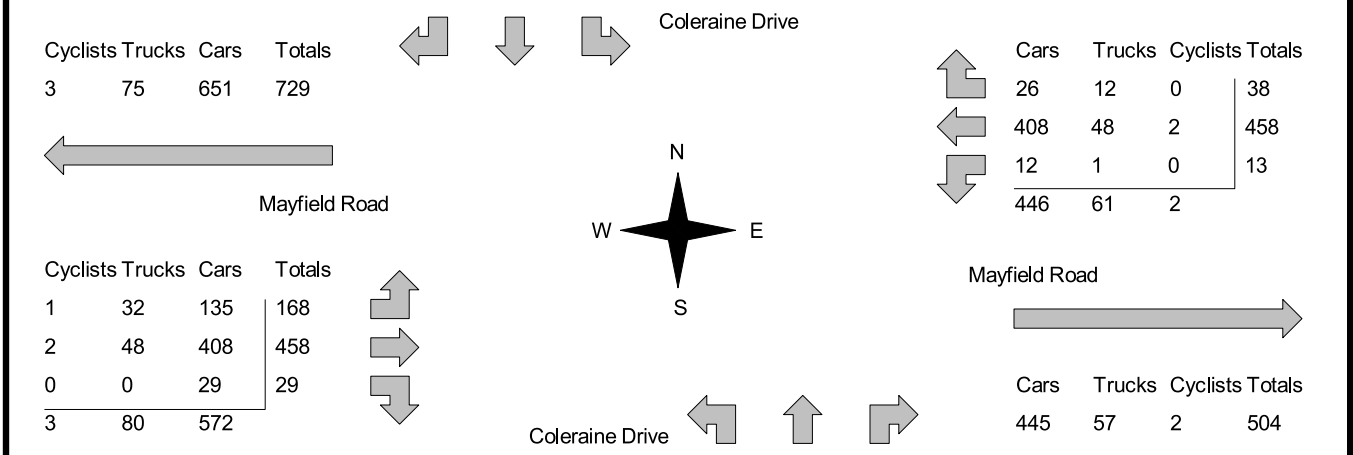 Coleraine Drive
Cyclists Trucks Cars Totals
3 75 651 729
Mayfield Road
Cars Trucks Cyclists Totals
26 12 0 38
408 48 2 458
12 1 0 13
446 61 2
N
W E
S
Cyclists Trucks Cars Totals
1 32 135 168
2 48 408 458
0 0 29 29
3 80 572
Mayfield Road
Cars Trucks Cyclists Totals
445 57 2 504
Coleraine Drive